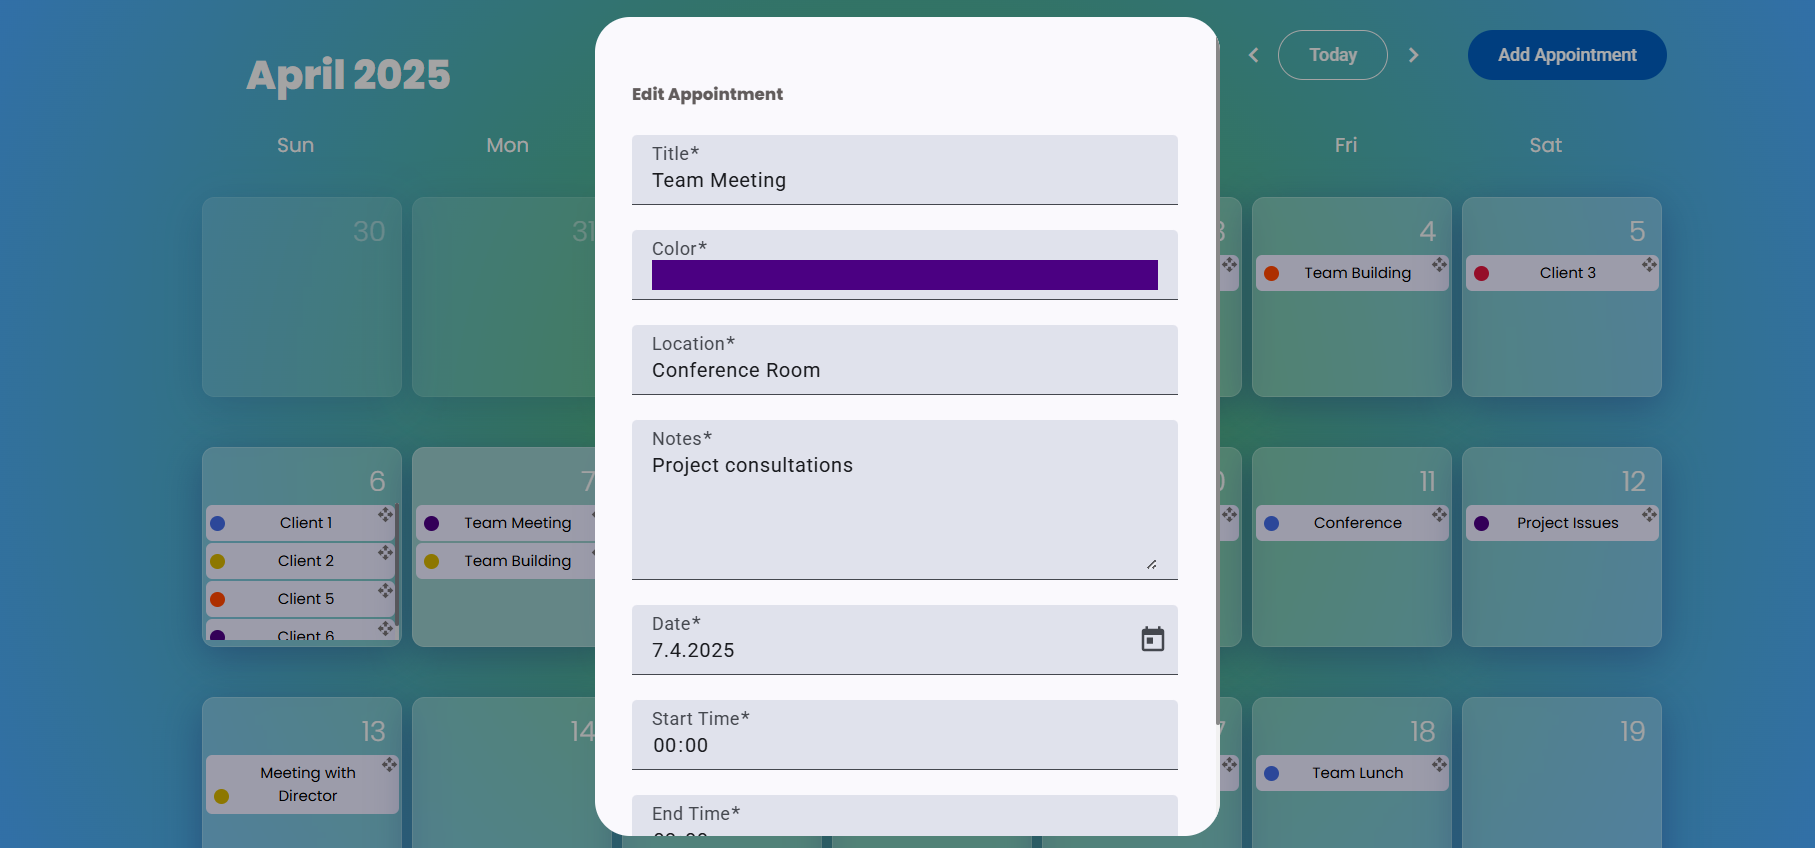 April 2025
Today
Add Appointment
Sun
Mon
Fri
Sat
30
31
4
Team Building
5
Client 3
6
Client 1
Client 2
Client 5
Client 6
7
Team Meeting
Team Building
11
Conference
12
Project Issues
13
Meeting with
Director
14
18
Team Lunch
19
Edit Appointment
Title*
Team Meeting
Color*
Location*
Conference Room
Notes*
Project consultations
Date*
7.4.2025
Start Time*
00:00
End Time*